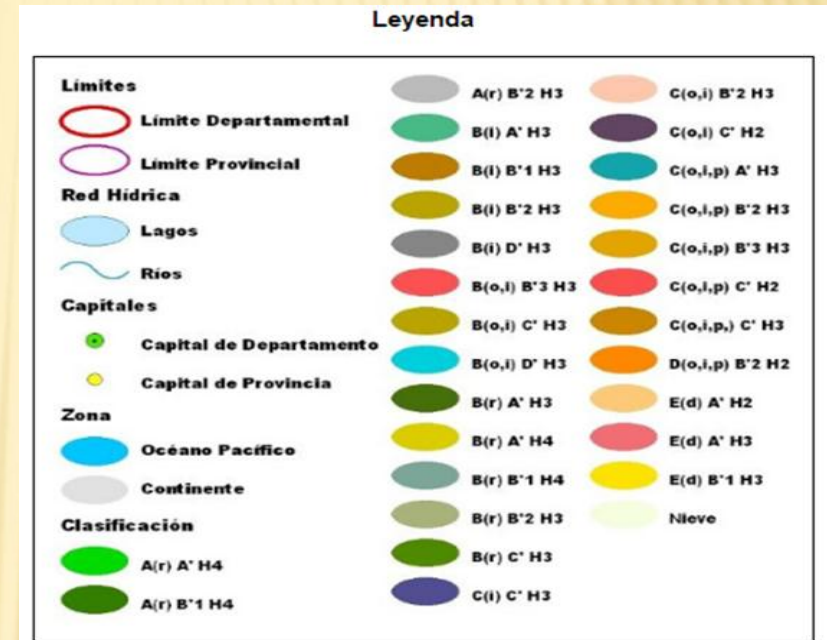 Leyenda
Límites
Límite Departamental
Límite Provincial
Red Hídrica
Lagos
Ríos
Capitales
Capital de Departamento
Capital de Provincia
Zona
Océano Pacífico
Continente
Clasificación
A(r) A' H4
A(r) B'1 H4
A(r) B'2 H3
B(i) A' H3
B(i) B'1 H3
B(i) B'2 H3
B(i) D' H3
B(o,i) B'3 H3
B(o,i) C' H3
B(o,i) D' H3
B(r) A' H3
B(r) A' H4
B(r) B'1 H4
B(r) B'2 H3
B(r) C' H3
C(i) C' H3
C(o,i) B'2 H3
C(o,i) C' H2
C(o,i,p) A' H3
C(o,i,p) B'2 H3
C(o,i,p) B'3 H3
C(o,i,p) C' H2
C(o,i,p,) C' H3
D(o,i,p) B'2 H2
E(d) A' H2
E(d) A' H3
E(d) B'1 H3
Nieve